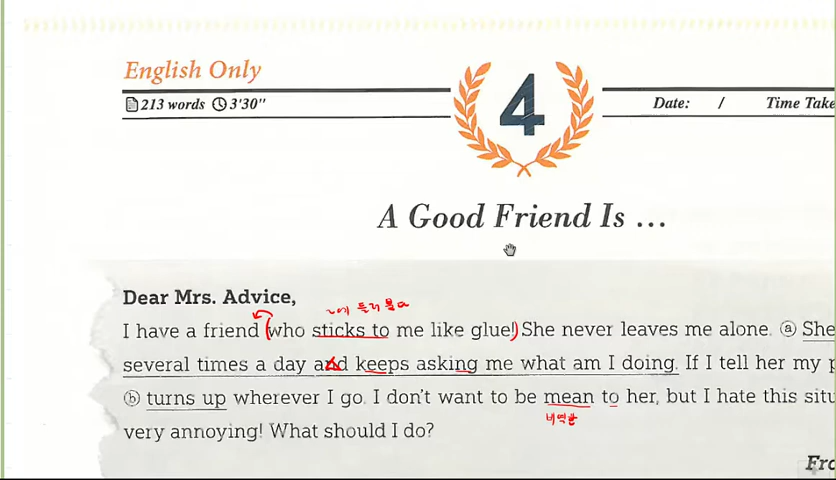 English Only
213 words 3'30"
4
Date: / Time Take
A Good Friend Is ...
Dear Mrs. Advice,
I have a friend who sticks to me like glue! She never leaves me alone. ⓐ She
several times a day and keeps asking me what am I doing. If I tell her my p
ⓑ turns up wherever I go. I don't want to be mean to her, but I hate this situ
very annoying! What should I do?
Fro